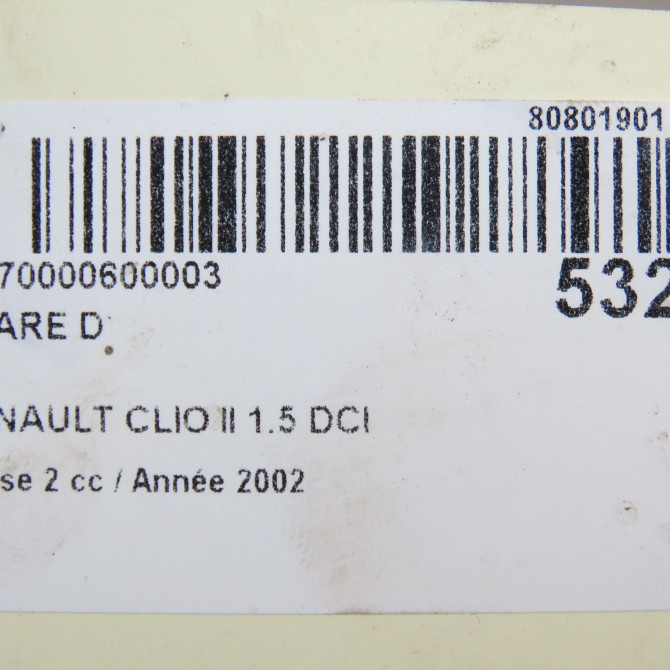 80801901
70000600003
532
ARE D
NAULT CLIO II 1.5 DCI
se 2 cc / Année 2002